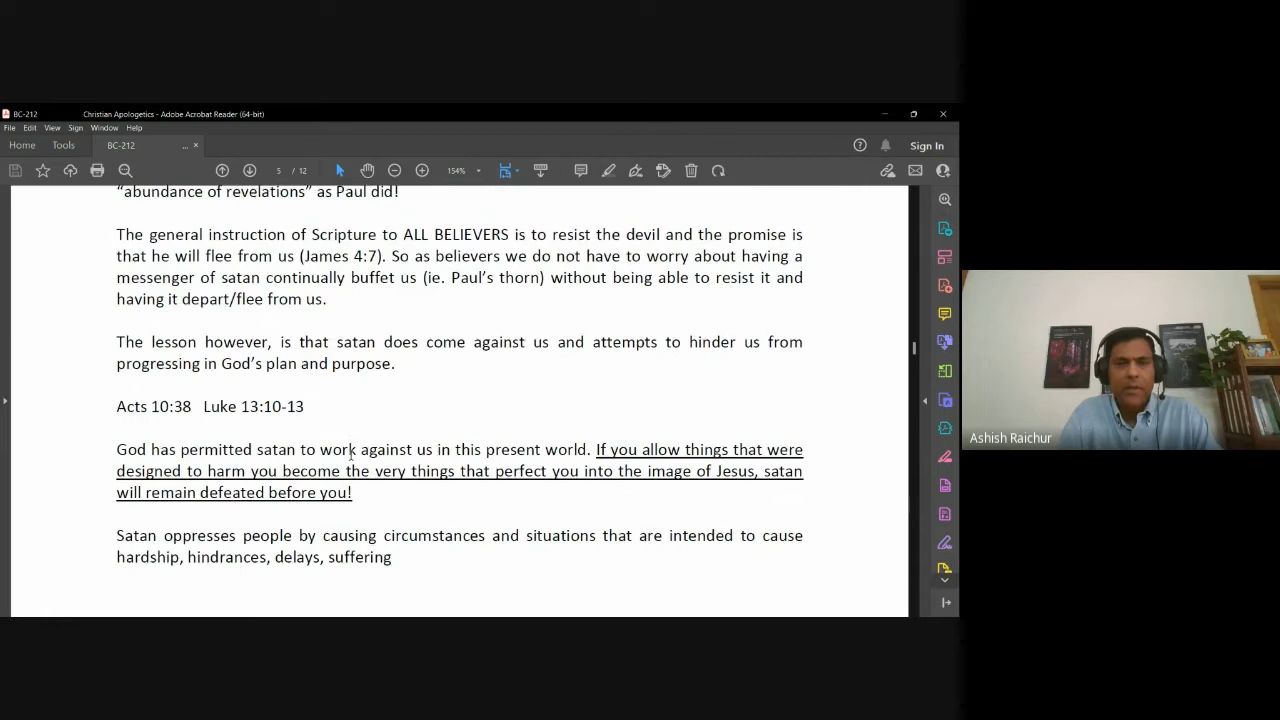 BC-212 Christian Apologetics - Adobe Acrobat Reader (64-bit)
File Edit View Sign Window Help
Home Tools BC-212 ... ×
Sign In
5 / 12 154%
“abundance of revelations” as Paul did!
The general instruction of Scripture to ALL BELIEVERS is to resist the devil and the promise is
that he will flee from us (James 4:7). So as believers we do not have to worry about having a
messenger of satan continually buffet us (ie. Paul’s thorn) without being able to resist it and
having it depart/flee from us.
The lesson however, is that satan does come against us and attempts to hinder us from
progressing in God’s plan and purpose.
Acts 10:38 Luke 13:10-13
God has permitted satan to work against us in this present world. If you allow things that were
designed to harm you become the very things that perfect you into the image of Jesus, satan
will remain defeated before you!
Satan oppresses people by causing circumstances and situations that are intended to cause
hardship, hindrances, delays, suffering
Ashish Raichur